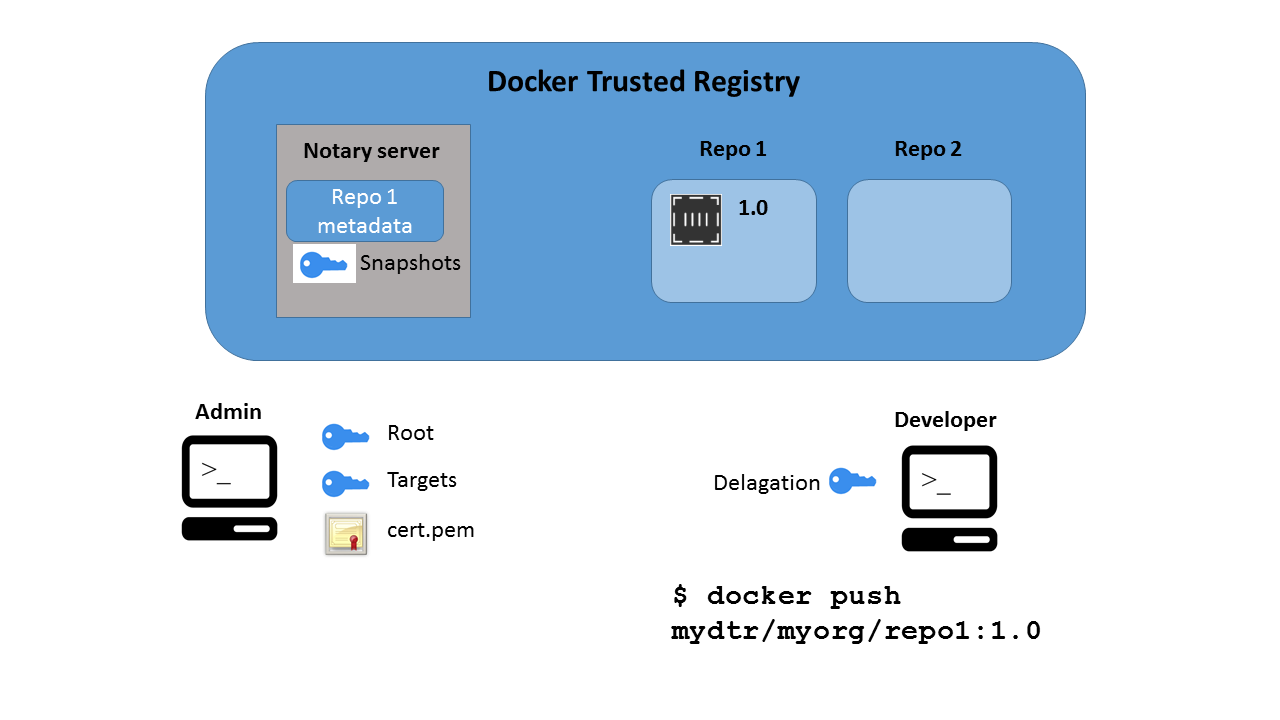 Docker Trusted Registry
Notary server
Repo 1
metadata
Snapshots
Repo 1
1.0
Repo 2
Admin
>_
Root
Targets
cert.pem
Developer
Delagation
>_
$ docker push
mydtr/myorg/repo1:1.0